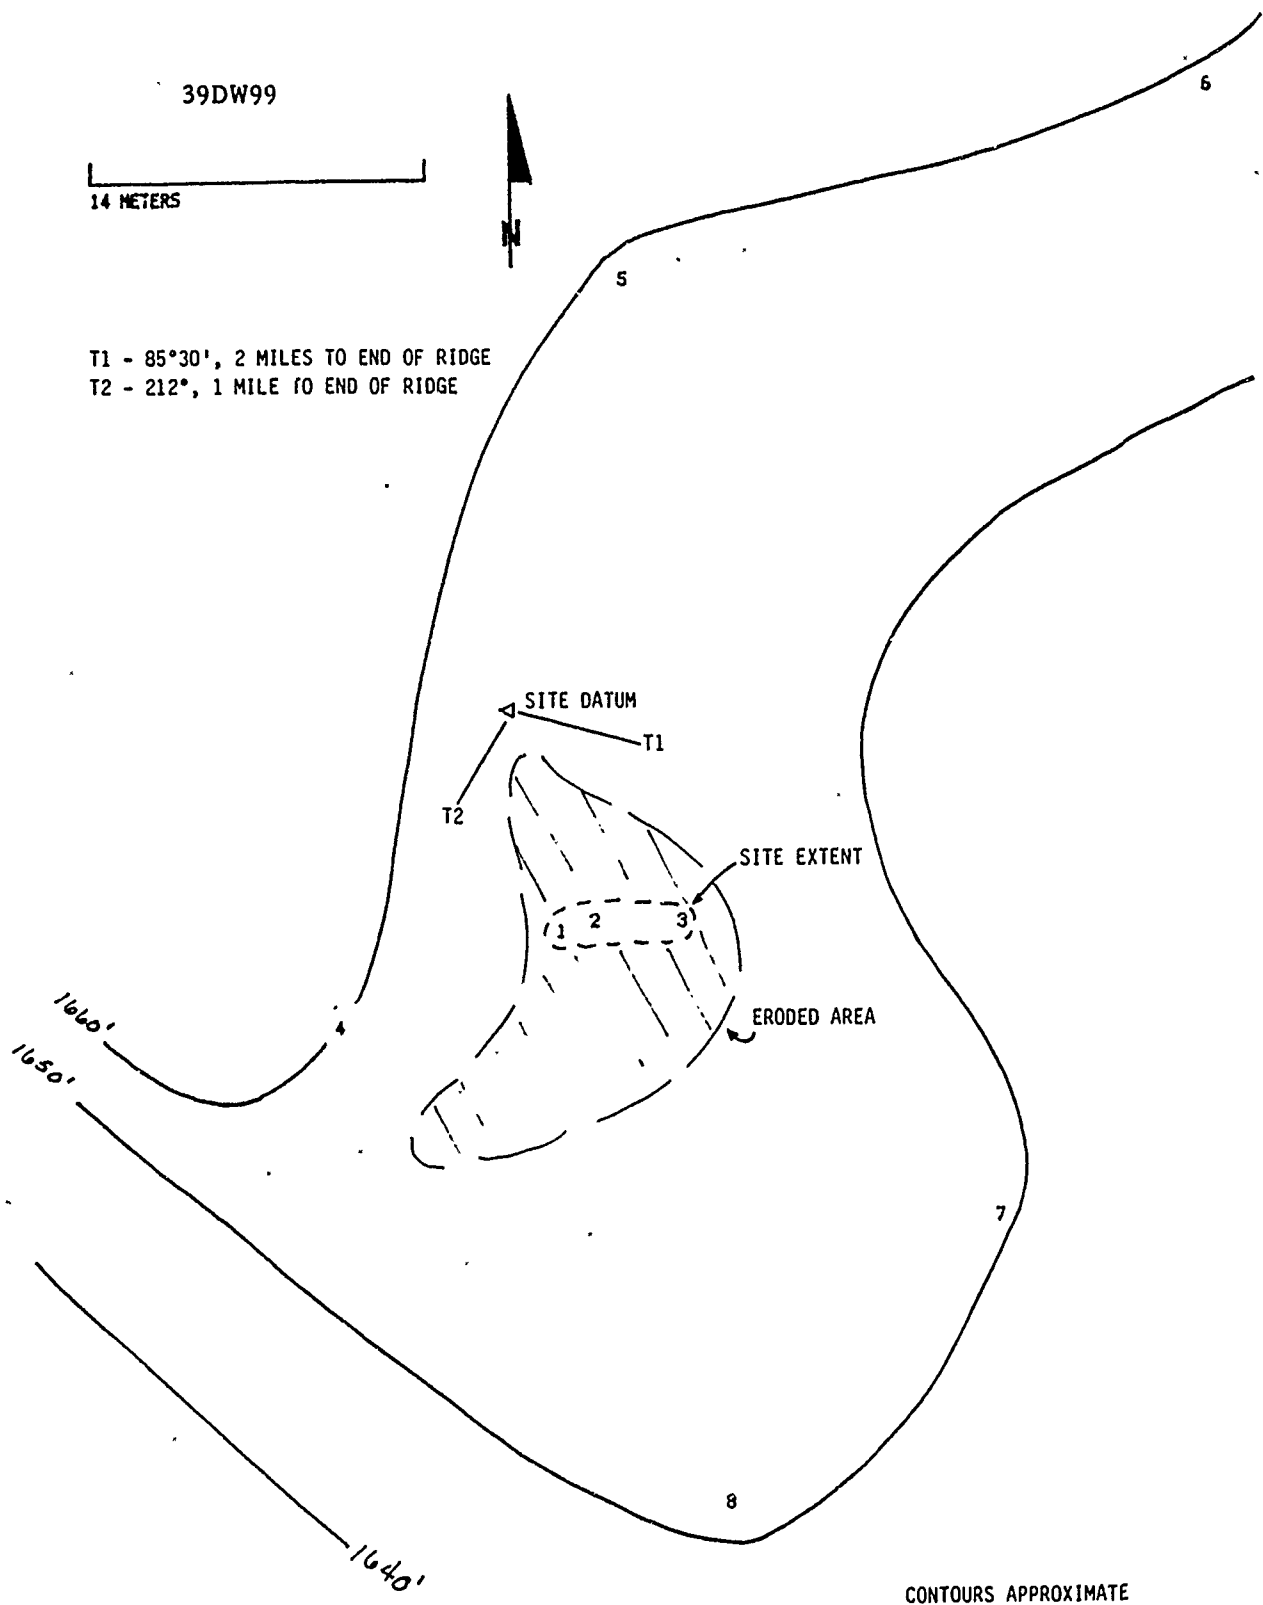 39DW99
6
14 METERS
N
5
T1 - 85°30', 2 MILES TO END OF RIDGE
T2 - 212°, 1 MILE TO END OF RIDGE
SITE DATUM
T1
T2
SITE EXTENT
1 2 3
1660'
4
ERODED AREA
1650'
7
8
1640'
CONTOURS APPROXIMATE